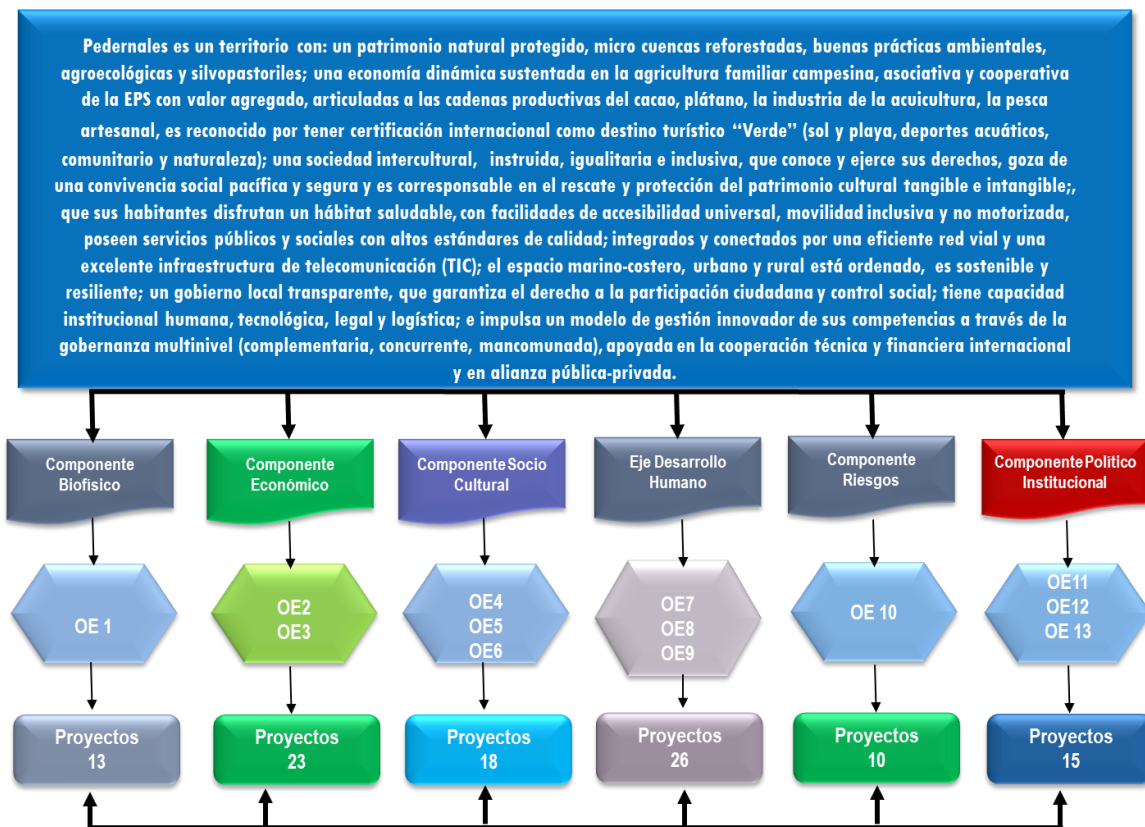 Pedernales es un territorio con: un patrimonio natural protegido, micro cuencas reforestadas, buenas prácticas ambientales,
agroecológicas y silvopastoriles; una economía dinámica sustentada en la agricultura familiar campesina, asociativa y cooperativa
de la EPS con valor agregado, articuladas a las cadenas productivas del cacao, plátano, la industria de la acuicultura, la pesca
artesanal, es reconocido por tener certificación internacional como destino turístico “Verde” (sol y playa, deportes acuáticos,
comunitario y naturaleza); una sociedad intercultural, instruida, igualitaria e inclusiva, que conoce y ejerce sus derechos, goza de
una convivencia social pacífica y segura y es corresponsable en el rescate y protección del patrimonio cultural tangible e intangible;,
que sus habitantes disfrutan un hábitat saludable, con facilidades de accesibilidad universal, movilidad inclusiva y no motorizada,
poseen servicios públicos y sociales con altos estándares de calidad; integrados y conectados por una eficiente red vial y una
excelente infraestructura de telecomunicación (TIC); el espacio marino-costero, urbano y rural está ordenado, es sostenible y
resiliente; un gobierno local transparente, que garantiza el derecho a la participación ciudadana y control social; tiene capacidad
institucional humana, tecnológica, legal y logística; e impulsa un modelo de gestión innovador de sus competencias a través de la
gobernanza multinivel (complementaria, concurrente, mancomunada), apoyada en la cooperación técnica y financiera internacional
y en alianza pública-privada.
Componente
Biofísico
Componente
Económico
Componente Socio
Cultural
Eje Desarrollo
Humano
Componente
Riesgos
Componente Político
Institucional
OE 1
OE2
OE3
OE4
OE5
OE6
OE7
OE8
OE9
OE 10
OE11
OE12
OE 13
Proyectos
13
Proyectos
23
Proyectos
18
Proyectos
26
Proyectos
10
Proyectos
15